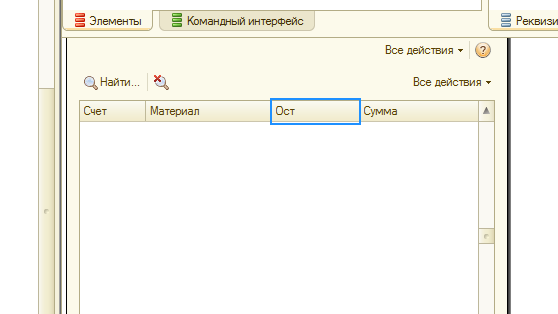 Элементы Командный интерфейс Реквизи
Все действия ?
Найти... Все действия
Счет Материал Ост Сумма